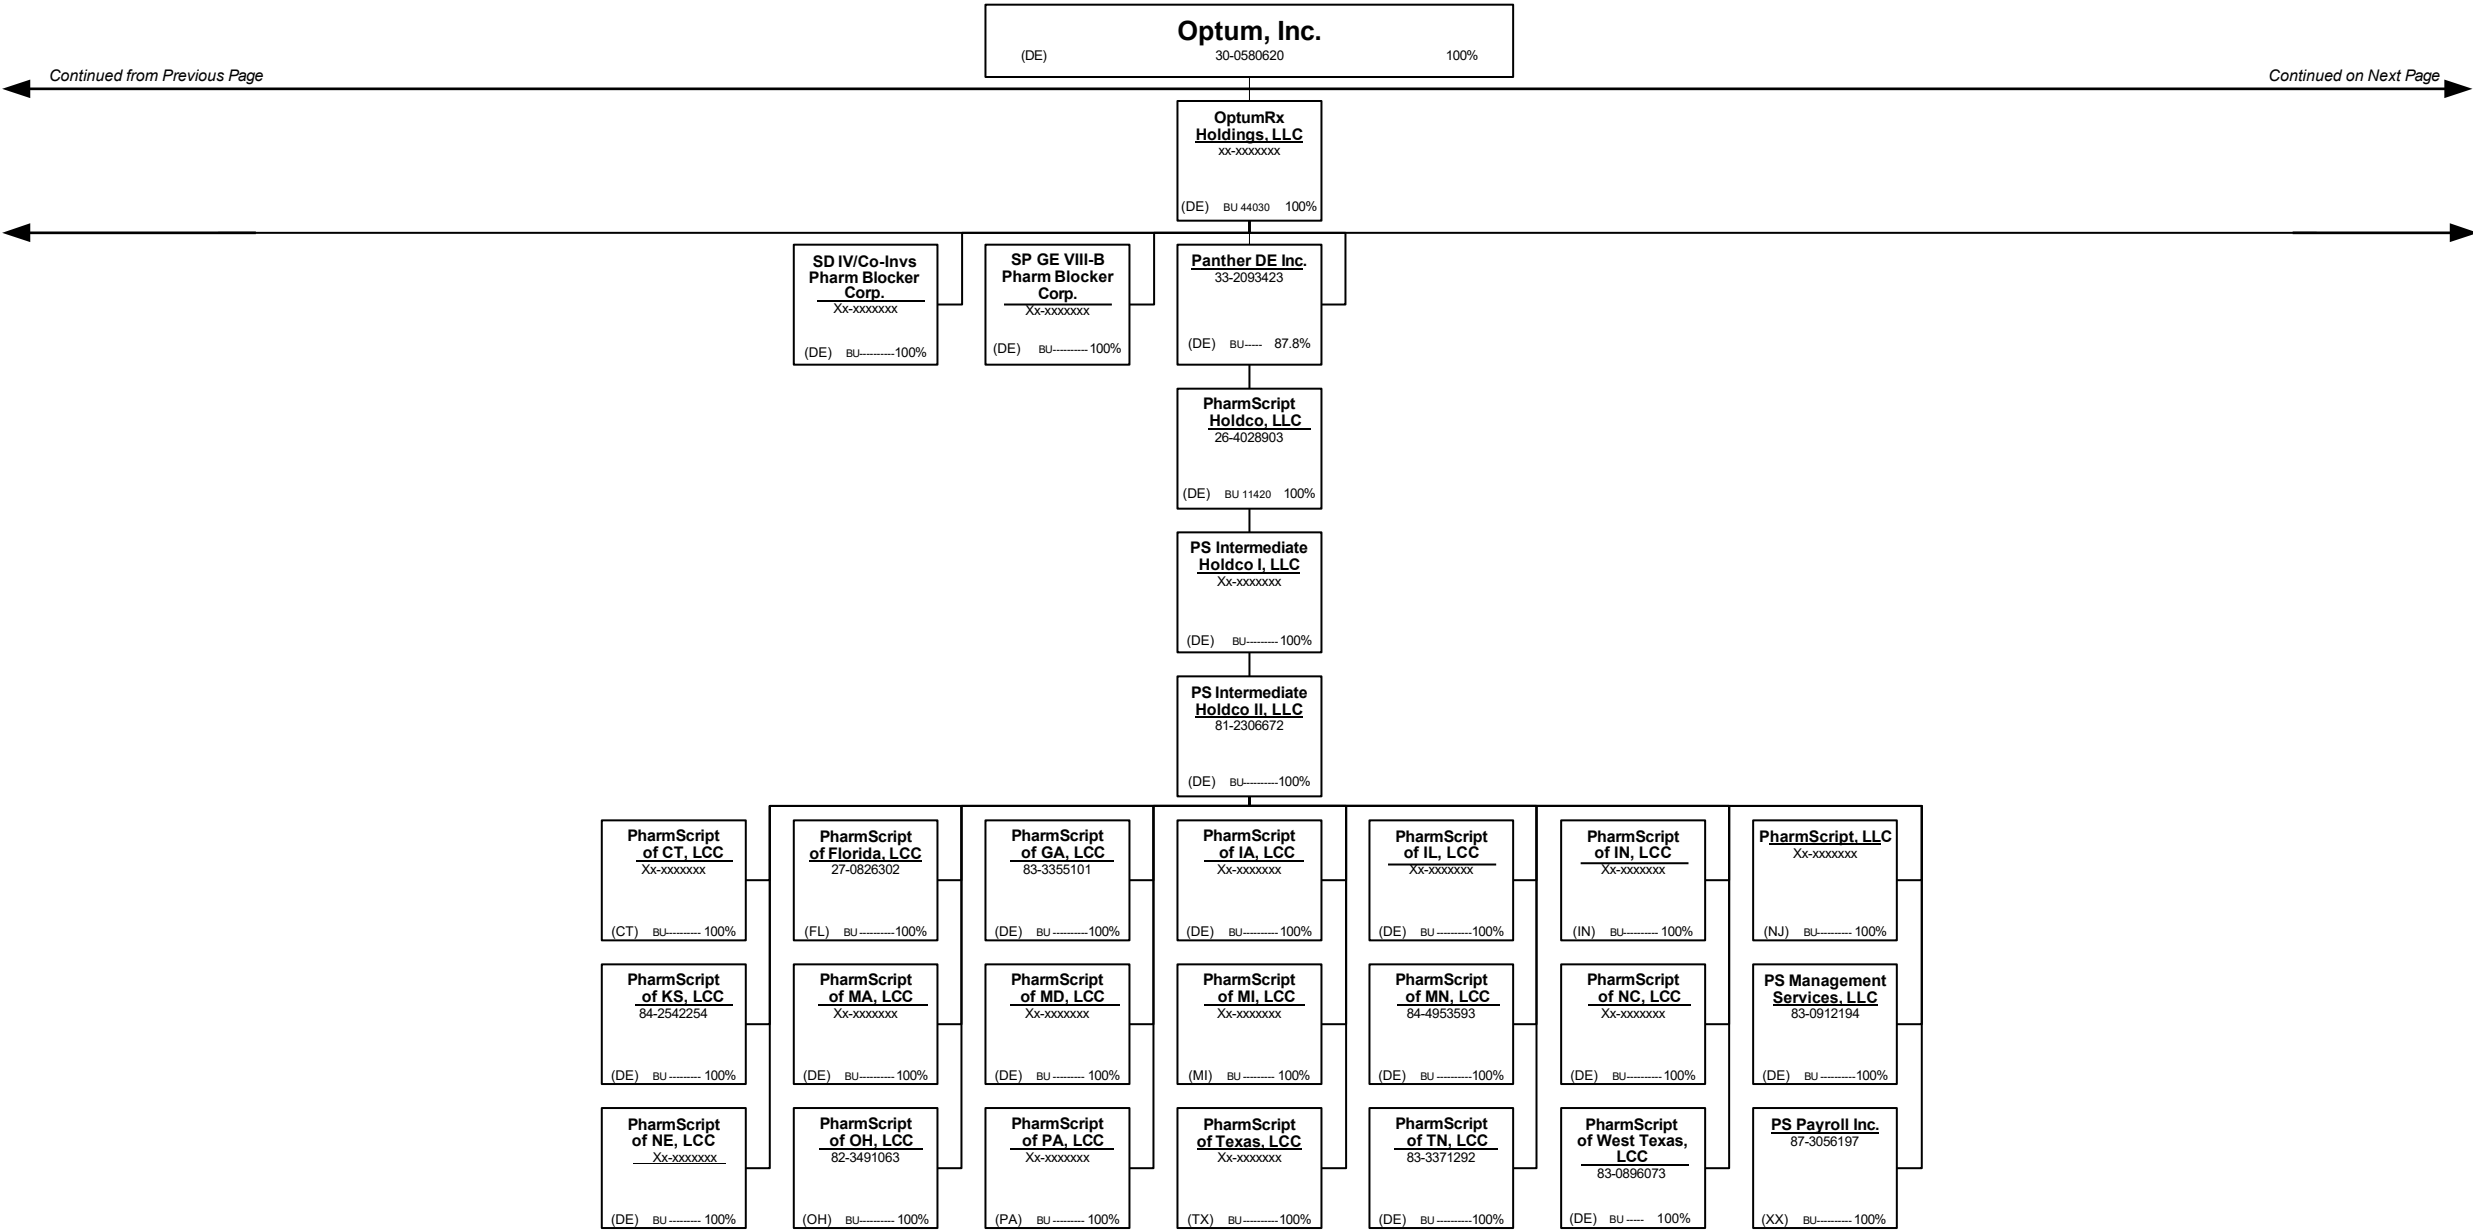 Optum, Inc.
(DE) 30-0580620 100%
Continued from Previous Page
Continued on Next Page
OptumRx
Holdings, LLC
xx-xxxxxxx
(DE) BU 44030 100%
SD IV/Co-Invs
Pharm Blocker
Corp.
Xx-xxxxxxx
(DE) BU----------100%
SP GE VIII-B
Pharm Blocker
Corp.
Xx-xxxxxxx
(DE) BU---------- 100%
Panther DE Inc.
33-2093423
(DE) BU----- 87.8%
PharmScript
Holdco, LLC
26-4028903
(DE) BU 11420 100%
PS Intermediate
Holdco I, LLC
Xx-xxxxxxx
(DE) BU--------- 100%
PS Intermediate
Holdco II, LLC
81-2306672
(DE) BU----------100%
PharmScript
of CT, LCC
Xx-xxxxxxx
(CT) BU---------- 100%
PharmScript
of Florida, LCC
27-0826302
(FL) BU ----------100%
PharmScript
of GA, LCC
83-3355101
(DE) BU ----------100%
PharmScript
of IA, LCC
Xx-xxxxxxx
(DE) BU----------100%
PharmScript
of IL, LCC
Xx-xxxxxxx
(DE) BU ----------100%
PharmScript
of IN, LCC
Xx-xxxxxxx
(IN) BU---------- 100%
PharmScript, LLC
Xx-xxxxxxx
(NJ) BU---------- 100%
PharmScript
of KS, LCC
84-2542254
(DE) BU --------- 100%
PharmScript
of MA, LCC
Xx-xxxxxxx
(DE) BU---------- 100%
PharmScript
of MD, LCC
Xx-xxxxxxx
(DE) BU --------- 100%
PharmScript
of MI, LCC
Xx-xxxxxxx
(MI) BU --------- 100%
PharmScript
of MN, LCC
84-4953593
(DE) BU ----------100%
PharmScript
of NC, LCC
Xx-xxxxxxx
(DE) BU---------- 100%
PS Management
Services, LLC
83-0912194
(DE) BU ----------100%
PharmScript
of NE, LCC
Xx-xxxxxxx
(DE) BU --------- 100%
PharmScript
of OH, LCC
82-3491063
(OH) BU---------- 100%
PharmScript
of PA, LCC
Xx-xxxxxxx
(PA) BU --------- 100%
PharmScript
of Texas, LCC
Xx-xxxxxxx
(TX) BU----------100%
PharmScript
of TN, LCC
83-3371292
(DE) BU ----------100%
PharmScript
of West Texas,
LCC
83-0896073
(DE) BU ----- 100%
PS Payroll Inc.
87-3056197
(XX) BU----------100%